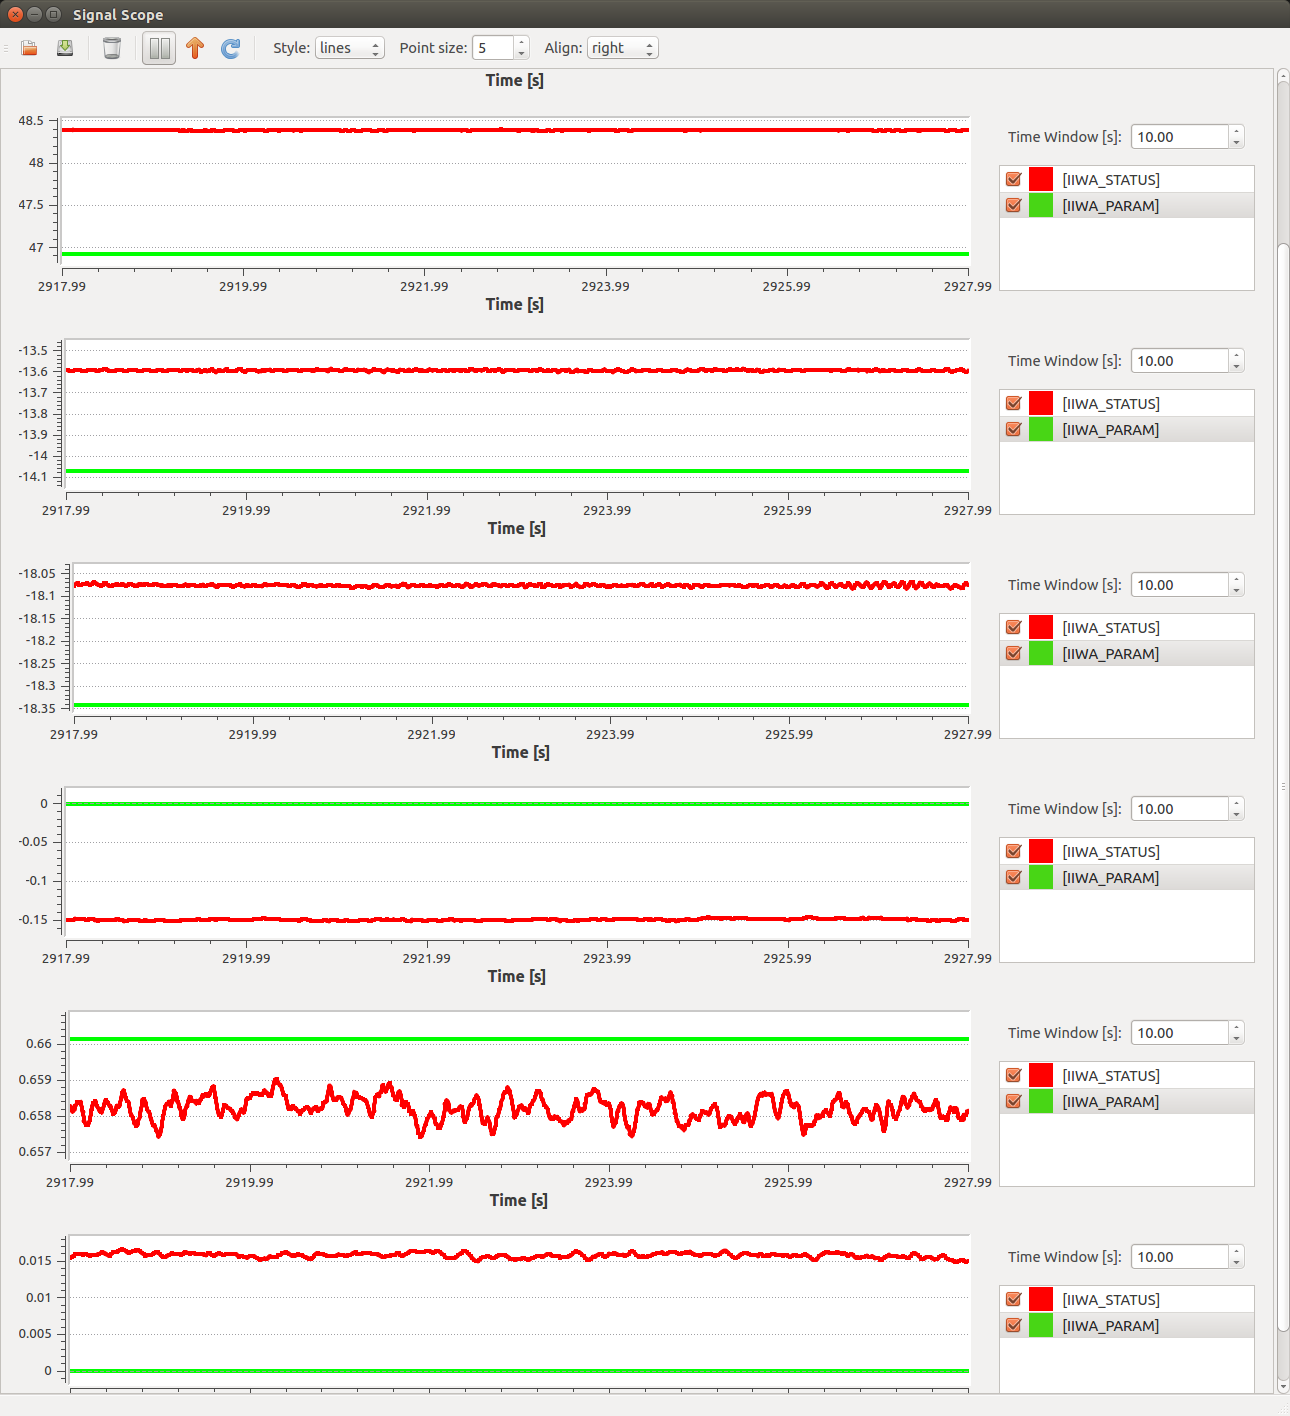 Signal Scope
Style: lines Point size: 5 Align: right
Time [s]
48.5
48
47.5
47
2917.99 2919.99 2921.99 2923.99 2925.99 2927.99
Time Window [s]: 10.00
[IIWA_STATUS]
[IIWA_PARAM]
Time [s]
-13.5
-13.6
-13.7
-13.8
-13.9
-14
-14.1
2917.99 2919.99 2921.99 2923.99 2925.99 2927.99
Time Window [s]: 10.00
[IIWA_STATUS]
[IIWA_PARAM]
Time [s]
-18.05
-18.1
-18.15
-18.2
-18.25
-18.3
-18.35
2917.99 2919.99 2921.99 2923.99 2925.99 2927.99
Time Window [s]: 10.00
[IIWA_STATUS]
[IIWA_PARAM]
Time [s]
0
-0.05
-0.1
-0.15
2917.99 2919.99 2921.99 2923.99 2925.99 2927.99
Time Window [s]: 10.00
[IIWA_STATUS]
[IIWA_PARAM]
Time [s]
0.66
0.659
0.658
0.657
2917.99 2919.99 2921.99 2923.99 2925.99 2927.99
Time Window [s]: 10.00
[IIWA_STATUS]
[IIWA_PARAM]
Time [s]
0.015
0.01
0.005
0
Time Window [s]: 10.00
[IIWA_STATUS]
[IIWA_PARAM]